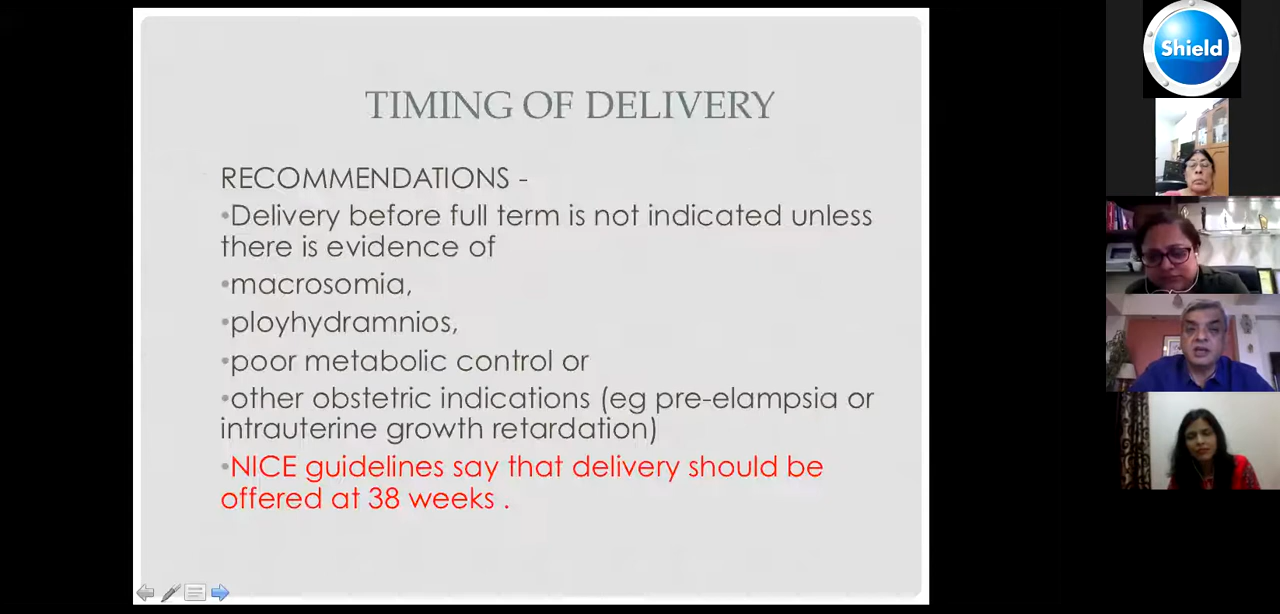 TIMING OF DELIVERY
RECOMMENDATIONS -
•Delivery before full term is not indicated unless
there is evidence of
•macrosomia,
•ployhydramnios,
•poor metabolic control or
•other obstetric indications (eg pre-elampsia or
intrauterine growth retardation)
•NICE guidelines say that delivery should be
offered at 38 weeks .
Shield